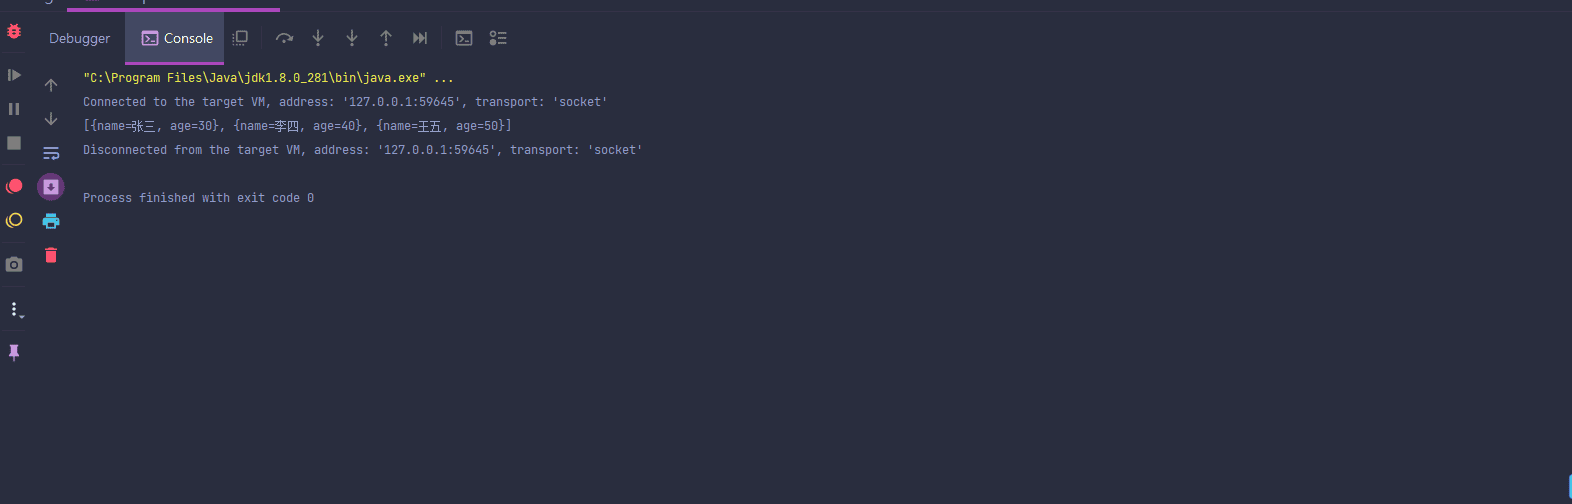 Debugger Console
"C:\Program Files\Java\jdk1.8.0_281\bin\java.exe" ...
Connected to the target VM, address: '127.0.0.1:59645', transport: 'socket'
[{name=张三, age=30}, {name=李四, age=40}, {name=王五, age=50}]
Disconnected from the target VM, address: '127.0.0.1:59645', transport: 'socket'
Process finished with exit code 0